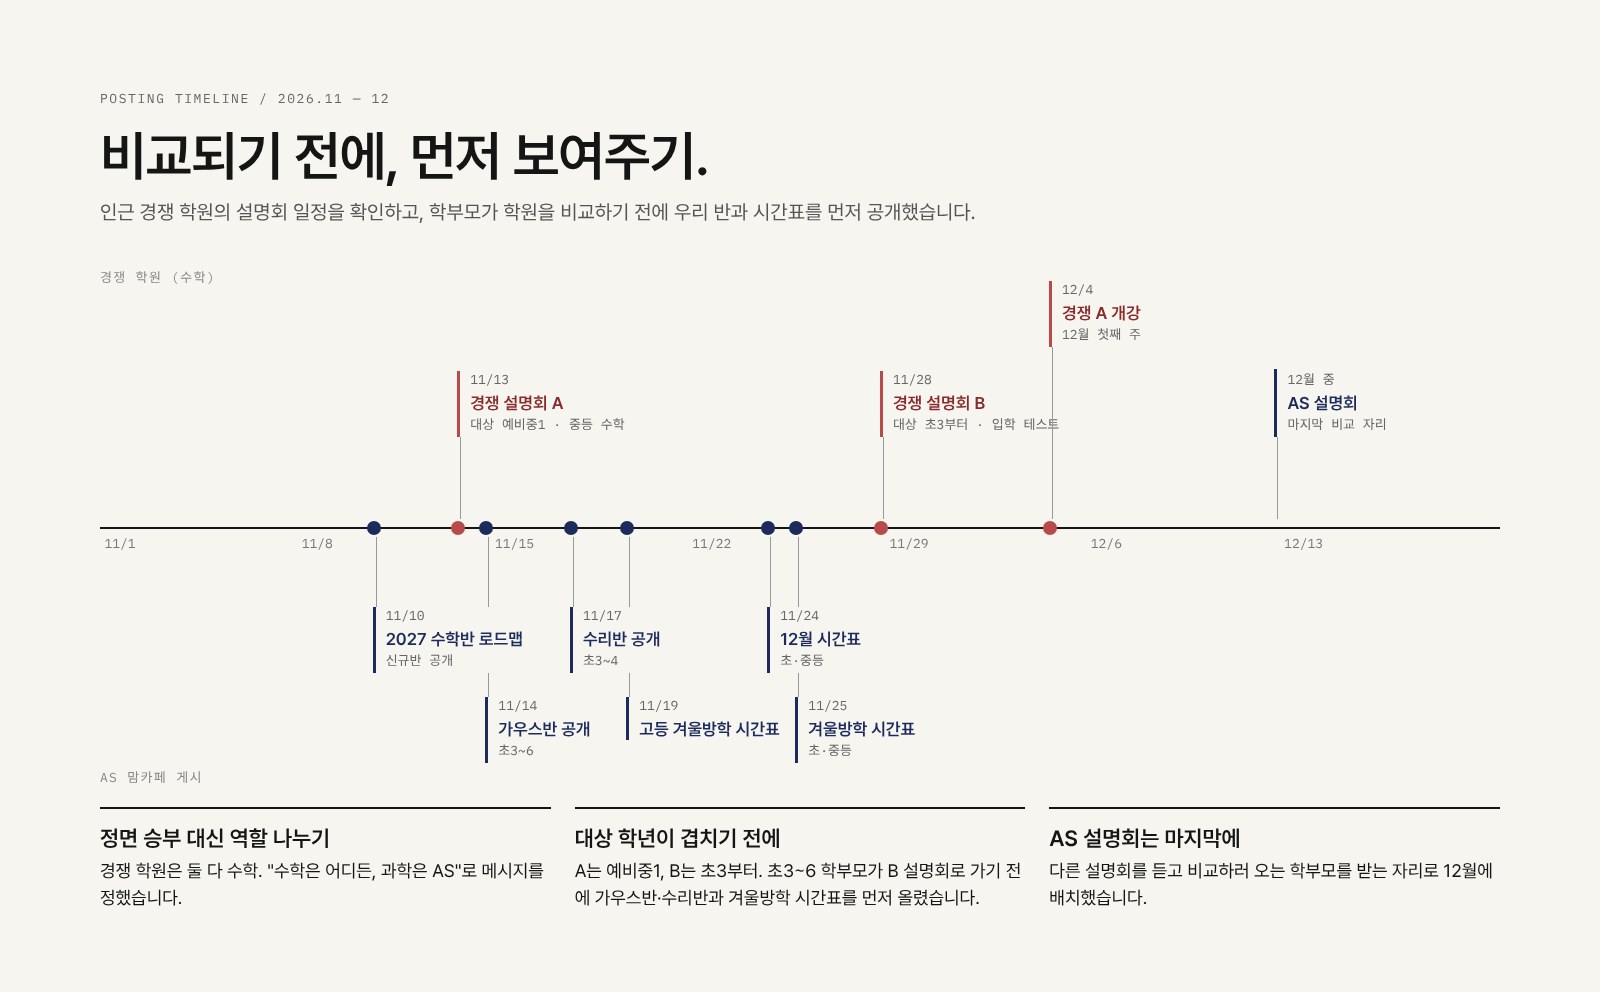 POSTING TIMELINE / 2026.11 — 12
비교되기 전에, 먼저 보여주기.
인근 경쟁 학원의 설명회 일정을 확인하고, 학부모가 학원을 비교하기 전에 우리 반과 시간표를 먼저 공개했습니다.
경쟁 학원 (수학)
12/4
경쟁 A 개강
12월 첫째 주
11/13
경쟁 설명회 A
대상 예비중1 · 중등 수학
11/28
경쟁 설명회 B
대상 초3부터 · 입학 테스트
12월 중
AS 설명회
마지막 비교 자리
11/1
11/8
11/15
11/22
11/29
12/6
12/13
11/10
2027 수학반 로드맵
신규반 공개
11/17
수리반 공개
초3~4
11/24
12월 시간표
초·중등
11/14
가우스반 공개
초3~6
11/19
고등 겨울방학 시간표
11/25
겨울방학 시간표
초·중등
AS 맘카페 게시
정면 승부 대신 역할 나누기
경쟁 학원은 둘 다 수학. "수학은 어디든, 과학은 AS"로 메시지를
정했습니다.
대상 학년이 겹치기 전에
A는 예비중1, B는 초3부터. 초3~6 학부모가 B 설명회로 가기 전
에 가우스반·수리반과 겨울방학 시간표를 먼저 올렸습니다.
AS 설명회는 마지막에
다른 설명회를 듣고 비교하러 오는 학부모를 받는 자리로 12월에
배치했습니다.